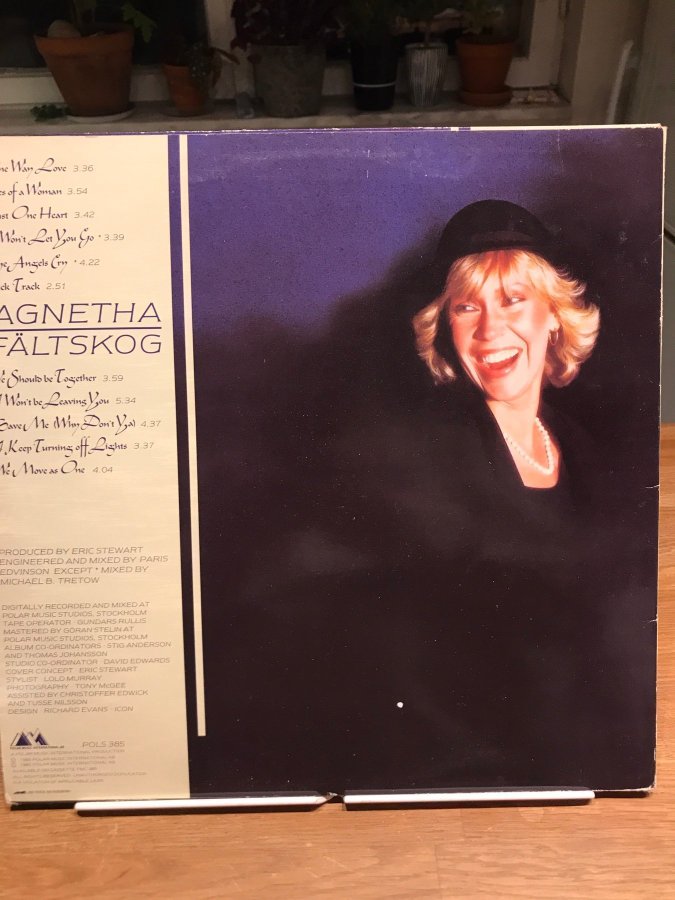 Way Love 3.36
of a Woman 3.54
One Heart 3.42
Won't Let You Go * 3.39
Angels Cry * 4.22
Track 2.51
AGNETHA
FÄLTSKOG
Should be Together 3.59
I Won't be Leaving You 5.34
Save Me (Why Don't Ya) 4.37
I Keep Turning off Lights 3.37
We Move as One 4.04
PRODUCED BY ERIC STEWART
ENGINEERED AND MIXED BY PARIS
EDVINSON EXCEPT * MIXED BY
MICHAEL B. TRETOW
DIGITALLY RECORDED AND MIXED AT
POLAR MUSIC STUDIOS, STOCKHOLM
TAPE OPERATOR · GUNDARS RULLIS
MASTERED BY GÖRAN STELIN AT
POLAR MUSIC STUDIOS, STOCKHOLM
ALBUM CO-ORDINATORS · STIG ANDERSON
AND THOMAS JOHANSSON
STUDIO CO-ORDINATOR · DAVID EDWARDS
COVER CONCEPT · ERIC STEWART
STYLIST · LOLO MURRAY
PHOTOGRAPHY · TONY McGEE
ASSISTED BY CHRISTOFFER EDWICK
AND TUSSE NILSSON
DESIGN · RICHARD EVANS · ICON
POLS 385
A POLAR MUSIC INTERNATIONAL PRODUCTION